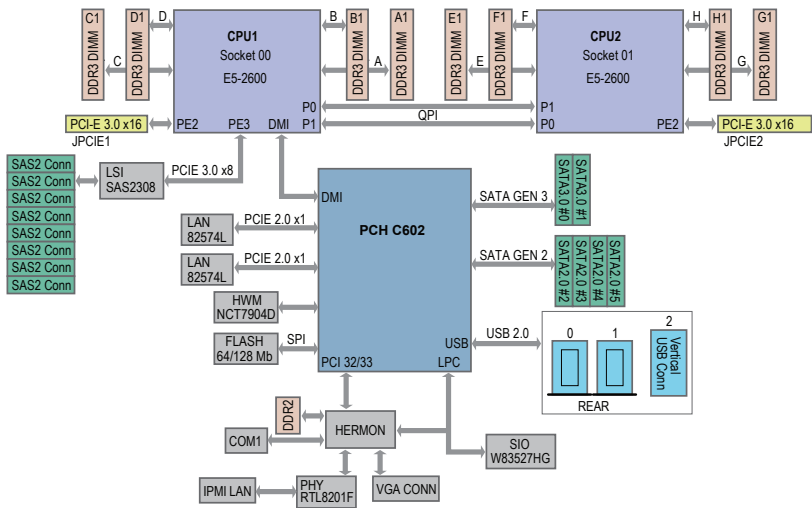 C1
D1
D
CPU1
Socket 00
E5-2600
B
B1
A1
E1
F1
F
CPU2
Socket 01
E5-2600
H
H1
G1
DDR3 DIMM
C
DDR3 DIMM
DDR3 DIMM
A
DDR3 DIMM
DDR3 DIMM
E
DDR3 DIMM
DDR3 DIMM
G
DDR3 DIMM
P0
P1
QPI
P1
P0
PCI-E 3.0 x16
JPCIE1
PE2
PE3
DMI
PE2
PCI-E 3.0 x16
JPCIE2
SAS2 Conn
SAS2 Conn
SAS2 Conn
SAS2 Conn
SAS2 Conn
SAS2 Conn
SAS2 Conn
SAS2 Conn
LSI
SAS2308
PCIE 3.0 x8
DMI
PCH C602
SATA GEN 3
SATA3.0 #0
SATA3.0 #1
LAN
82574L
PCIE 2.0 x1
LAN
82574L
PCIE 2.0 x1
SATA GEN 2
SATA2.0 #2
SATA2.0 #3
SATA2.0 #4
SATA2.0 #5
HWM
NCT7904D
FLASH
64/128 Mb
SPI
USB
USB 2.0
0
1
2
Vertical
USB Conn
REAR
PCI 32/33
LPC
DDR2
COM1
HERMON
SIO
W83527HG
IPMI LAN
PHY
RTL8201F
VGA CONN